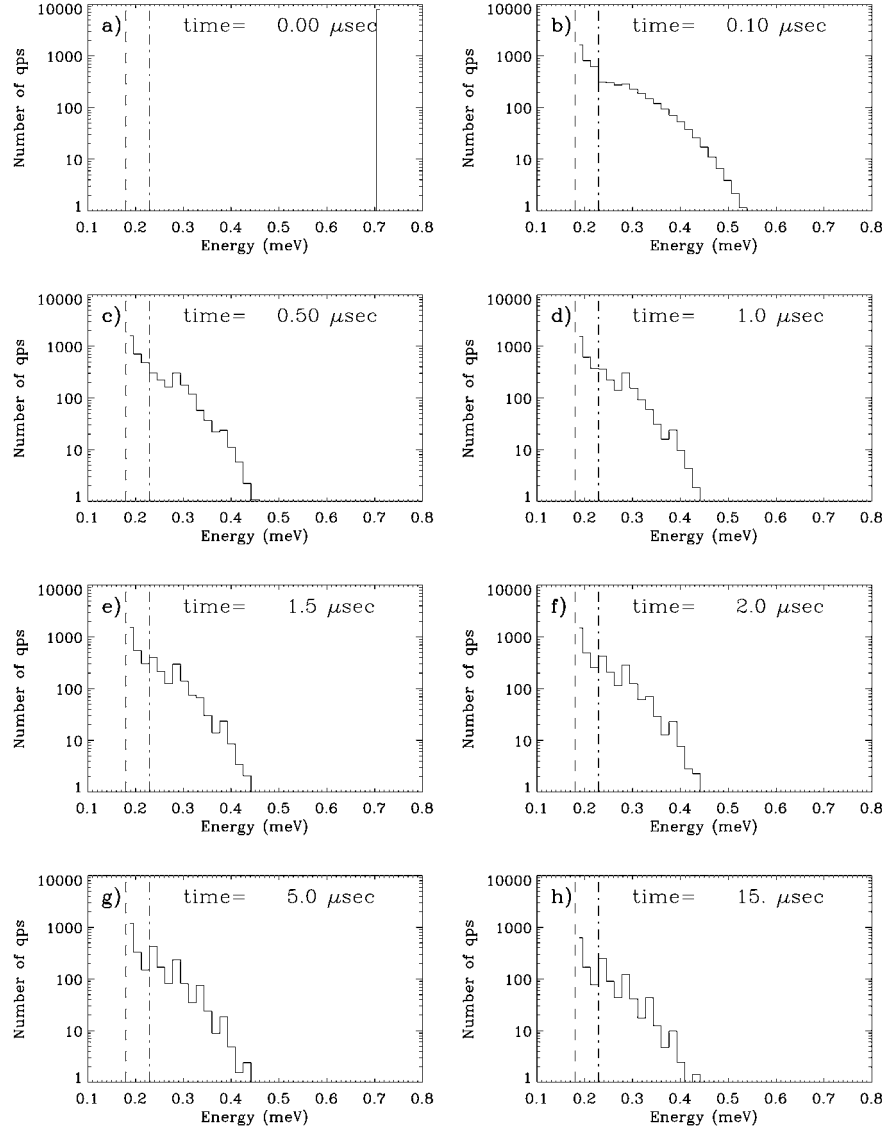 a) time= 0.00 μsec
10000
1000
100
10
1
Number of qps
0.1 0.2 0.3 0.4 0.5 0.6 0.7 0.8
Energy (meV)
b) time= 0.10 μsec
10000
1000
100
10
1
Number of qps
0.1 0.2 0.3 0.4 0.5 0.6 0.7 0.8
Energy (meV)
c) time= 0.50 μsec
10000
1000
100
10
1
Number of qps
0.1 0.2 0.3 0.4 0.5 0.6 0.7 0.8
Energy (meV)
d) time= 1.0 μsec
10000
1000
100
10
1
Number of qps
0.1 0.2 0.3 0.4 0.5 0.6 0.7 0.8
Energy (meV)
e) time= 1.5 μsec
10000
1000
100
10
1
Number of qps
0.1 0.2 0.3 0.4 0.5 0.6 0.7 0.8
Energy (meV)
f) time= 2.0 μsec
10000
1000
100
10
1
Number of qps
0.1 0.2 0.3 0.4 0.5 0.6 0.7 0.8
Energy (meV)
g) time= 5.0 μsec
10000
1000
100
10
1
Number of qps
0.1 0.2 0.3 0.4 0.5 0.6 0.7 0.8
Energy (meV)
h) time= 15. μsec
10000
1000
100
10
1
Number of qps
0.1 0.2 0.3 0.4 0.5 0.6 0.7 0.8
Energy (meV)